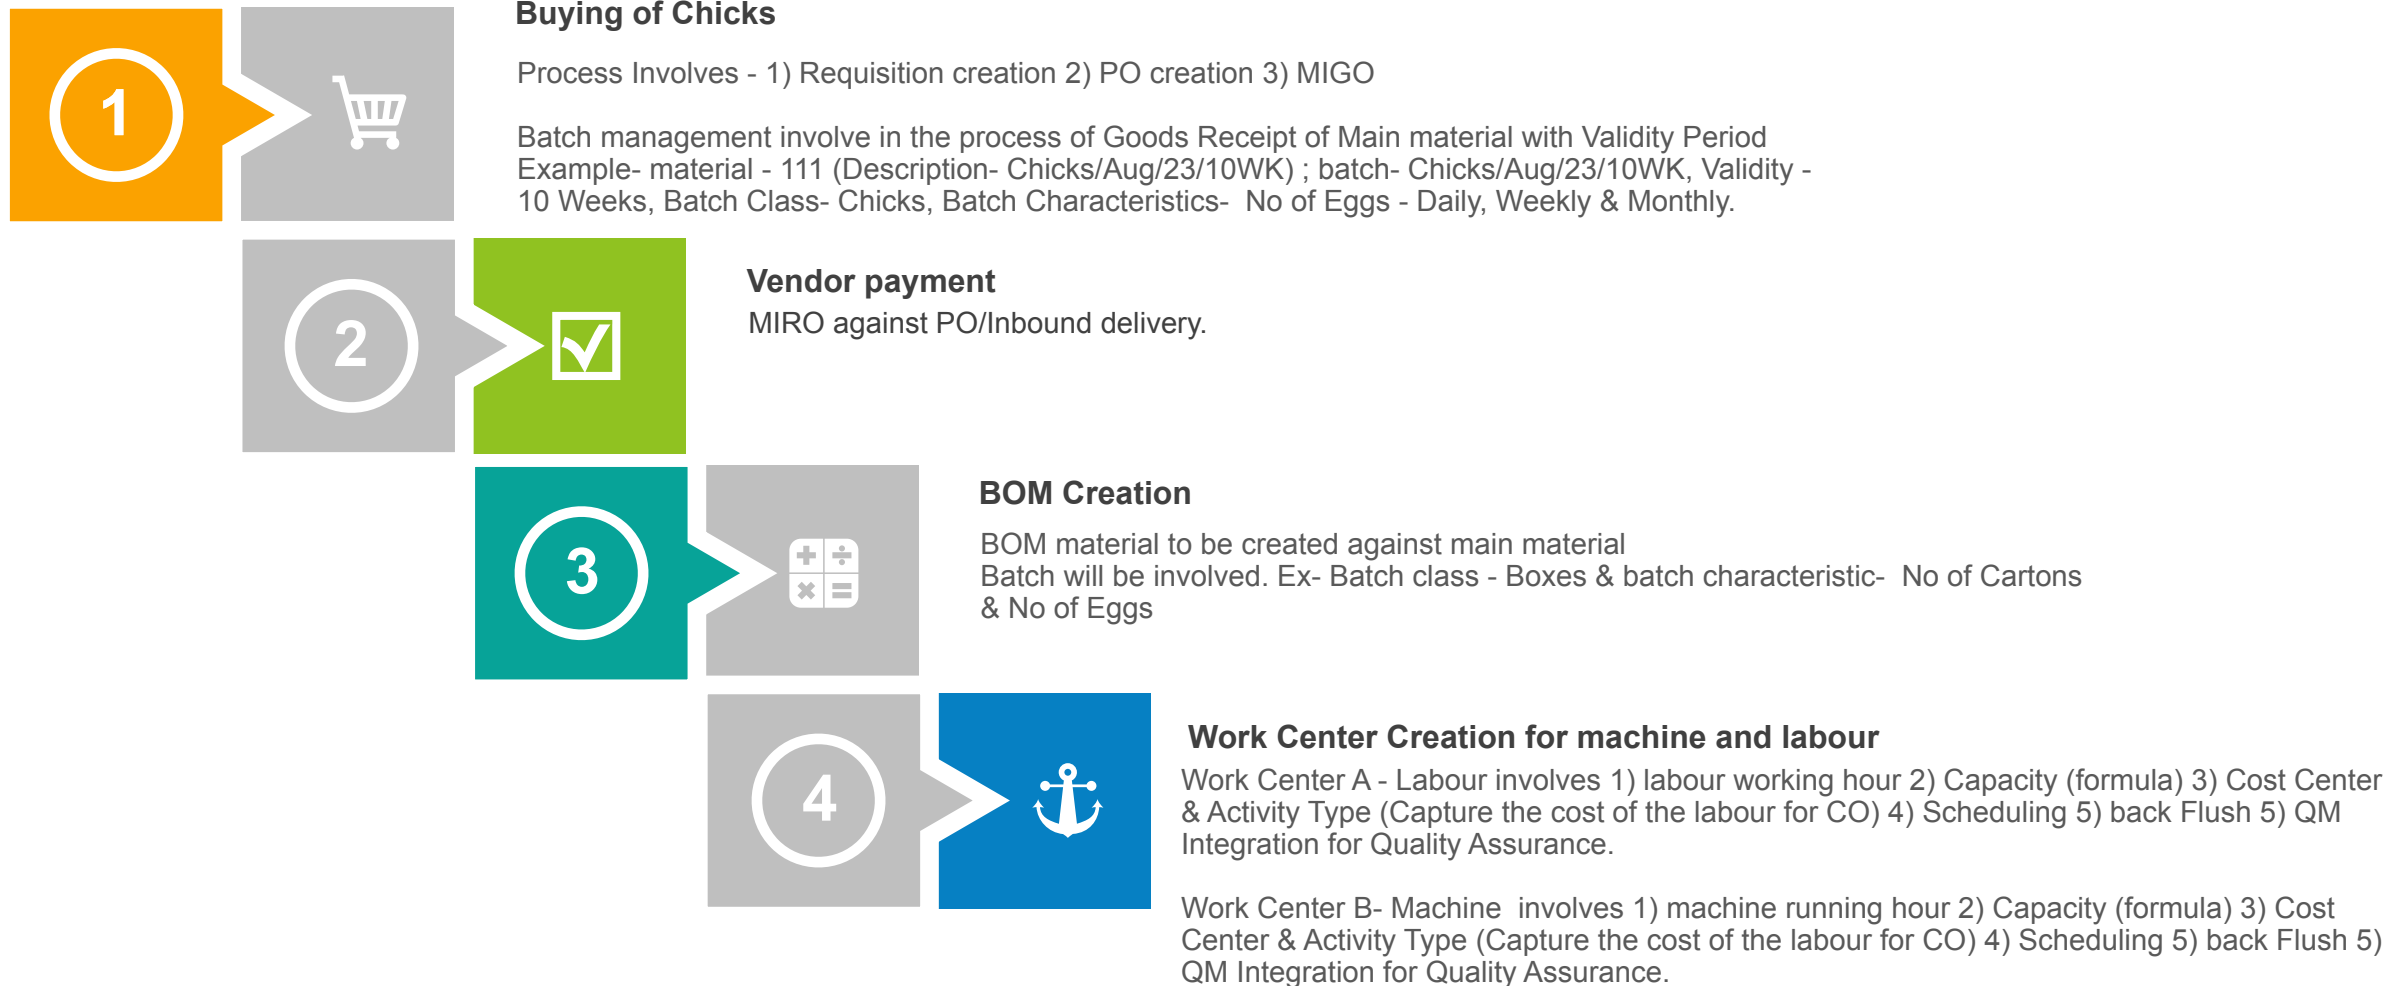 Buying of Chicks
1
Process Involves - 1) Requisition creation 2) PO creation 3) MIGO
Batch management involve in the process of Goods Receipt of Main material with Validity Period
Example- material - 111 (Description- Chicks/Aug/23/10WK) ; batch- Chicks/Aug/23/10WK, Validity -
10 Weeks, Batch Class- Chicks, Batch Characteristics-  No of Eggs - Daily, Weekly & Monthly.
2
Vendor payment
MIRO against PO/Inbound delivery.
3
BOM Creation
BOM material to be created against main material
Batch will be involved. Ex- Batch class - Boxes & batch characteristic-  No of Cartons
& No of Eggs
4
Work Center Creation for machine and labour
Work Center A - Labour involves 1) labour working hour 2) Capacity (formula) 3) Cost Center
& Activity Type (Capture the cost of the labour for CO) 4) Scheduling 5) back Flush 5) QM
Integration for Quality Assurance.
Work Center B- Machine  involves 1) machine running hour 2) Capacity (formula) 3) Cost
Center & Activity Type (Capture the cost of the labour for CO) 4) Scheduling 5) back Flush 5)
QM Integration for Quality Assurance.